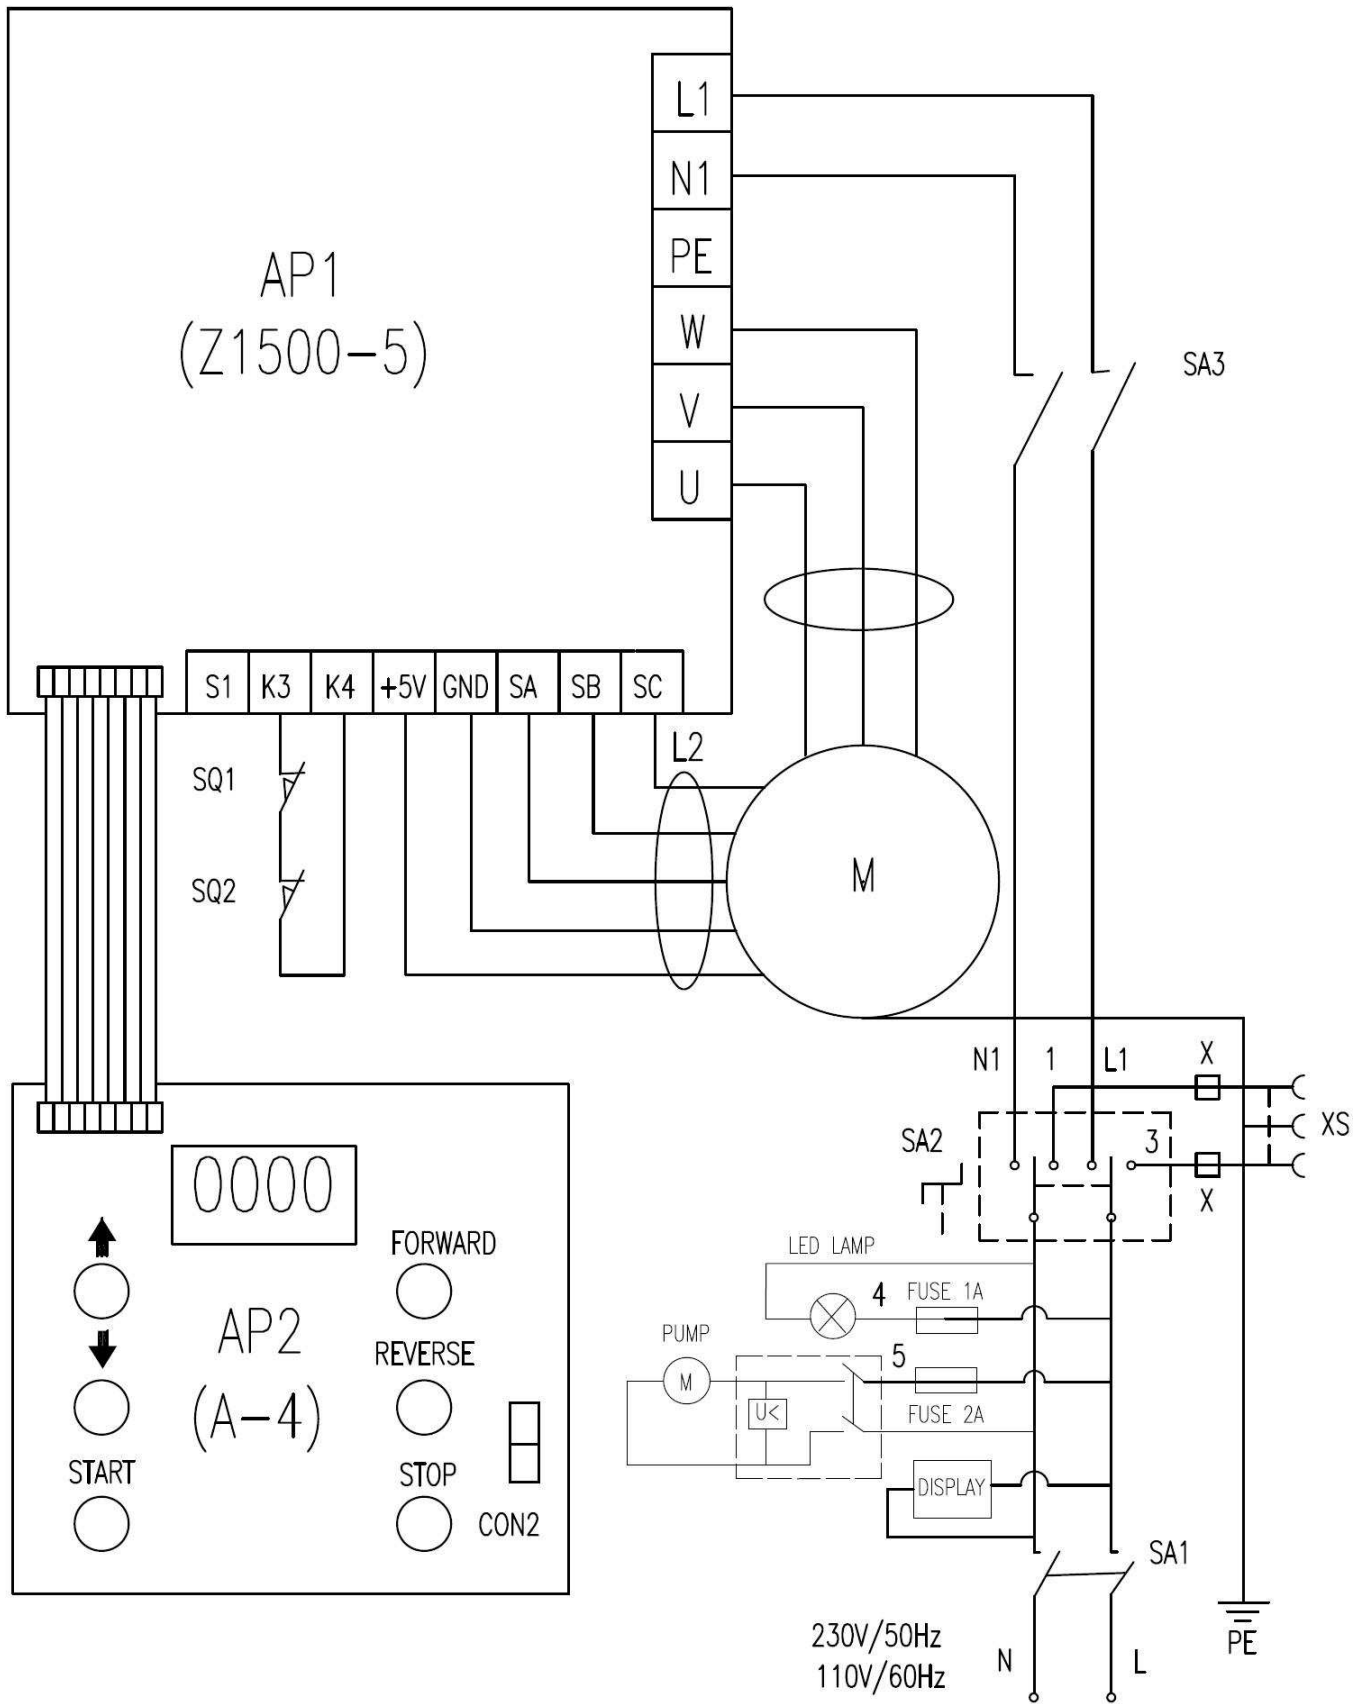 L1
N1
PE
W
V
U
AP1
(Z1500-5)
SA3
S1
K3
K4
+5V
GND
SA
SB
SC
L2
SQ1
SQ2
M
N1
1
L1
X
XS
SA2
3
X
0000
FORWARD
AP2
(A-4)
REVERSE
START
STOP
CON2
LED LAMP
4
FUSE 1A
PUMP
M
U<
5
FUSE 2A
DISPLAY
SA1
230V/50Hz
110V/60Hz
N
L
PE